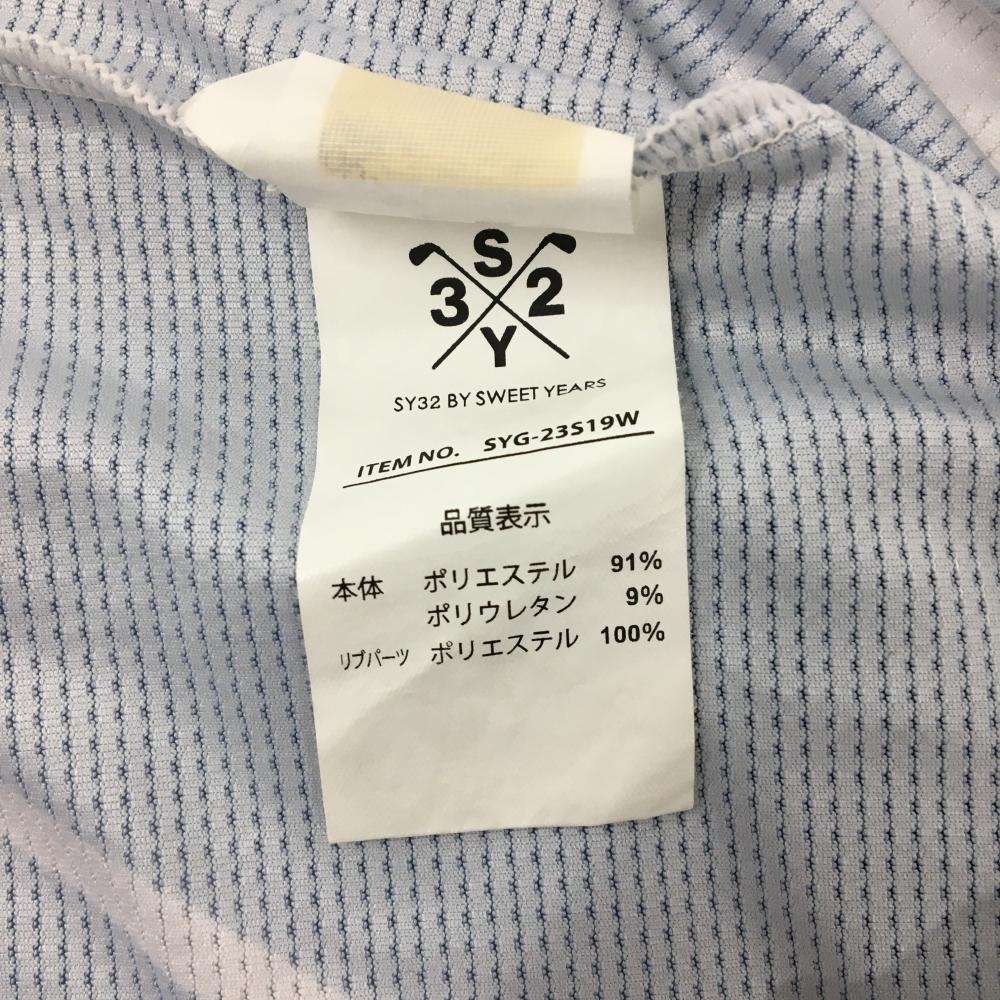 S
3 2
Y
SY32 BY SWEET YEARS
ITEM NO. SYG-23S19W
品質表示
本体 ポリエステル 91%
ポリウレタン 9%
リブパーツ ポリエステル 100%